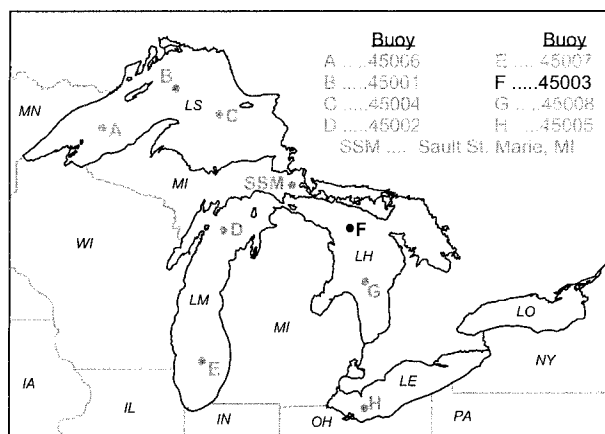 Buoy Buoy
A .....45006 E .....45007
B .....45001 F .....45003
C .....45004 G .....45008
D .....45002 H .....45005
SSM .... Sault St. Marie, MI
MN
B
LS
C
A
MI
SSM
WI
D
F
LH
LM
G
MI
LO
E
NY
IA
LE
IL
H
IN
OH
PA